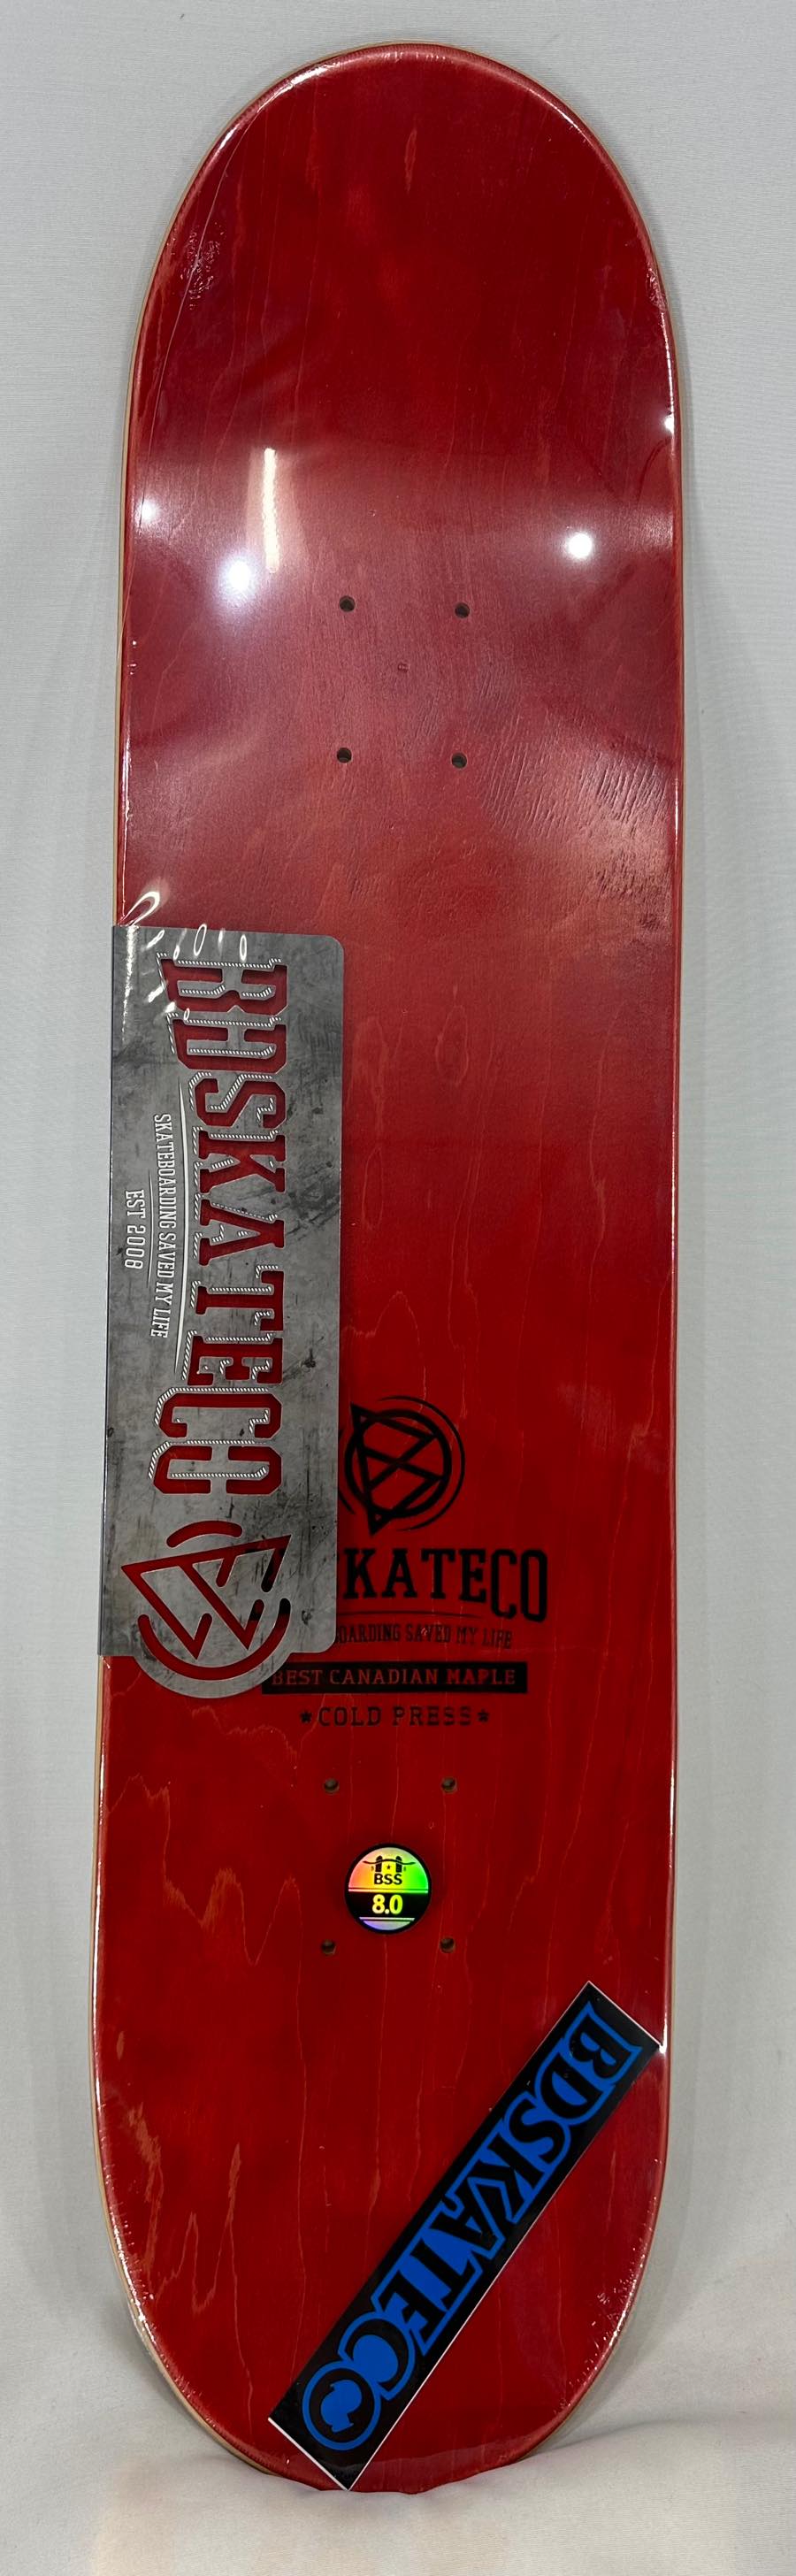 BDSKATECO
SKATEBOARDING SAVED MY LIFE
EST 2008
KATECO
OARDING SAVED MY LIFE
BEST CANADIAN MAPLE
★COLD PRESS★
BSS
8.0
BDSKATECO